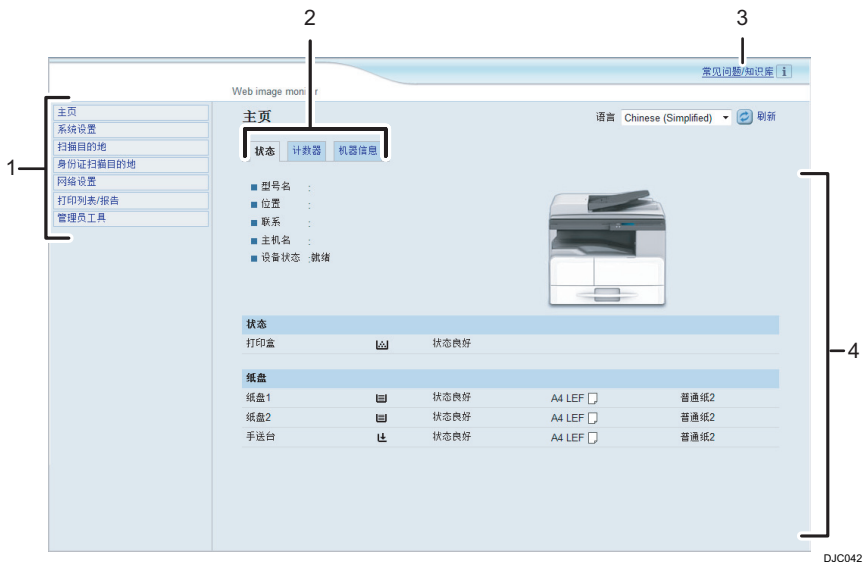 2
3
常见问题/知识库 i
Web image monitor
1
主页
系统设置
扫描目的地
身份证扫描目的地
网络设置
打印列表/报告
管理员工具
主页
语言 Chinese (Simplified) 刷新
状态 计数器 机器信息
型号名 :
位置 :
联系 :
主机名 :
设备状态 :就绪
4
状态
打印盒 状态良好
纸盘
纸盘1 状态良好 A4 LEF 普通纸2
纸盘2 状态良好 A4 LEF 普通纸2
手送台 状态良好 A4 LEF 普通纸2
DJC042